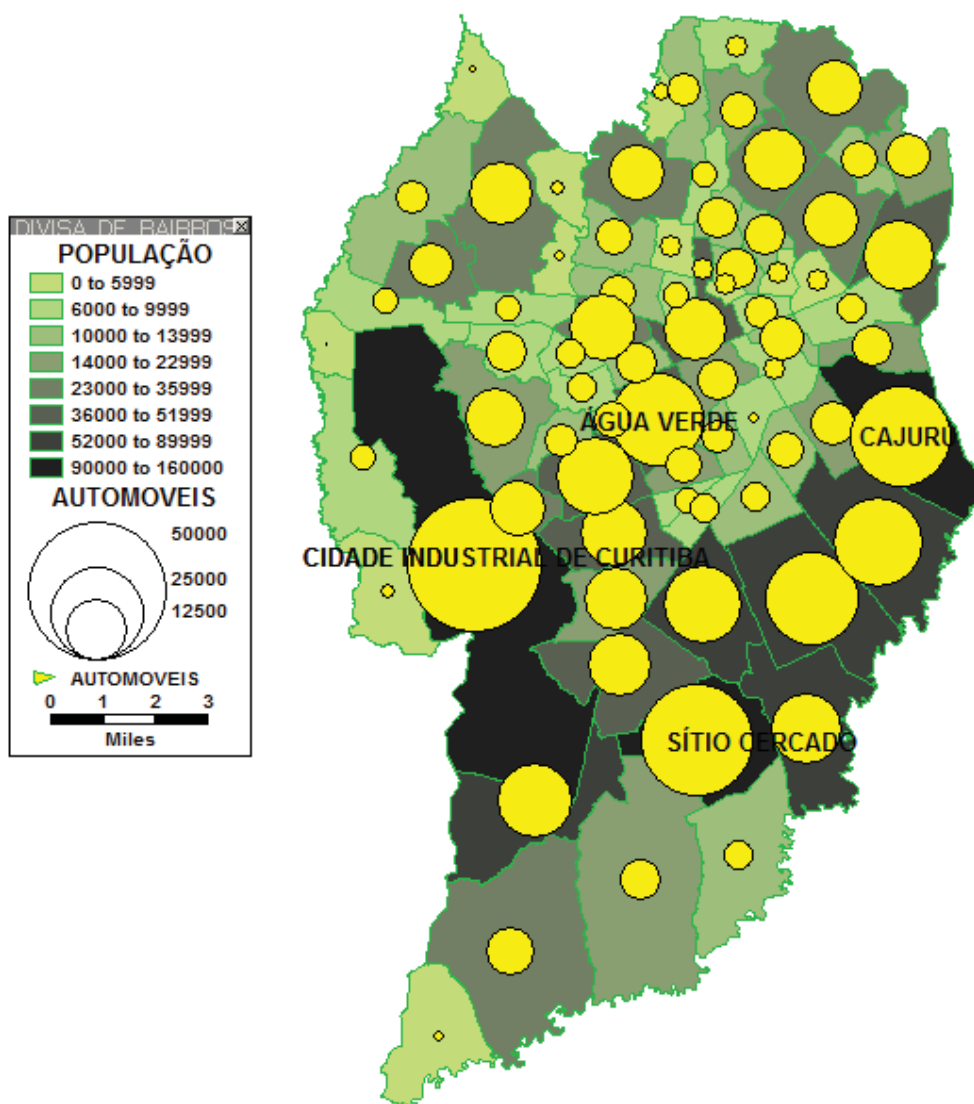 DIVISA DE BAIRROS
POPULAÇÃO
0 to 5999
6000 to 9999
10000 to 13999
14000 to 22999
23000 to 35999
36000 to 51999
52000 to 89999
90000 to 160000
AUTOMOVEIS
50000
25000
12500
AUTOMOVEIS
0 1 2 3
Miles
ÁGUA VERDE
CAJURU
CIDADE INDUSTRIAL DE CURITIBA
SÍTIO CERCADO